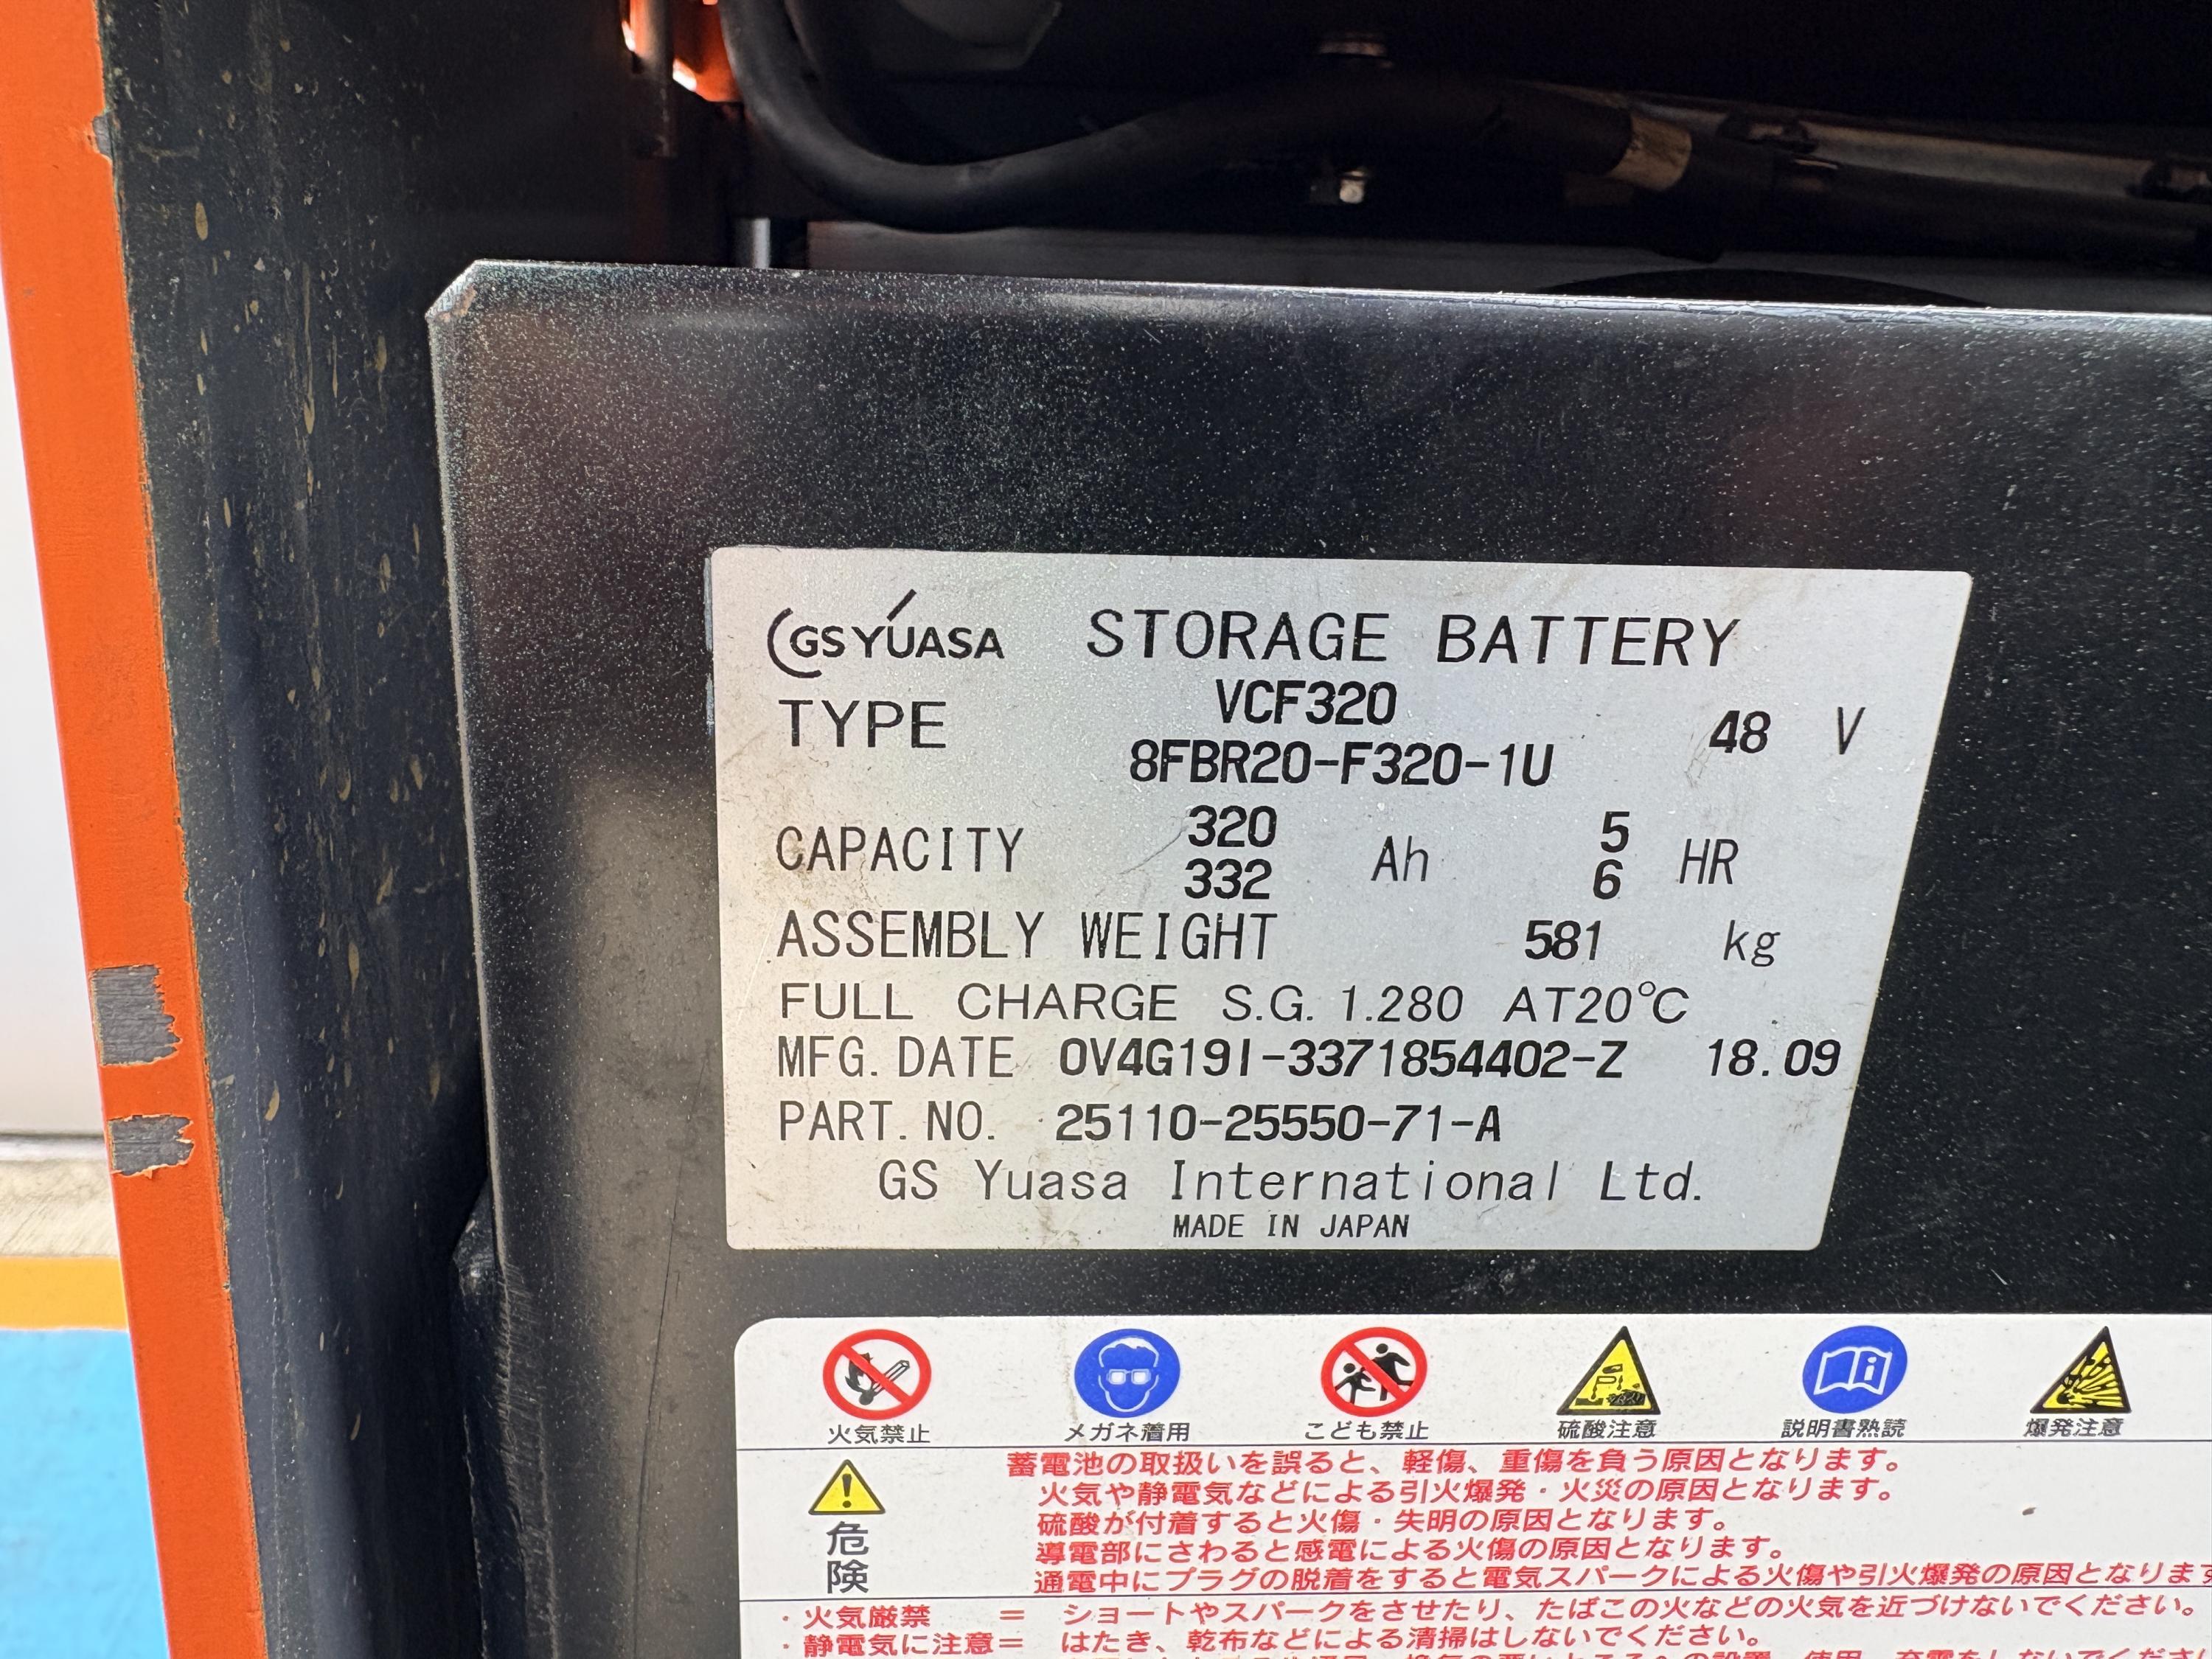 GS YUASA STORAGE BATTERY
TYPE VCF320 48 V
8FBR20-F320-1U
CAPACITY 320 Ah 5 HR
332 6
ASSEMBLY WEIGHT 581 kg
FULL CHARGE S.G. 1.280 AT20℃
MFG. DATE 0V4G19I-3371854402-Z 18.09
PART. NO. 25110-25550-71-A
GS Yuasa International Ltd.
MADE IN JAPAN
火気禁止 メガネ着用 こども禁止 硫酸注意 説明書熟読 爆発注意
危険
蓄電池の取扱いを誤ると、軽傷、重傷を負う原因となります。
火気や静電気などによる引火爆発・火災の原因となります。
硫酸が付着すると火傷・失明の原因となります。
導電部にさわると感電による火傷の原因となります。
通電中にプラグの脱着をすると電気スパークによる火傷や引火爆発の原因となりま
・火気厳禁 = ショートやスパークをさせたり、たばこの火などの火気を近づけないでください。
・静電気に注意= はたき、乾布などによる清掃はしないでください。